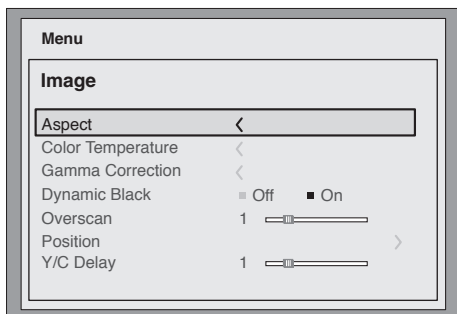 Menu
Image
Aspect
Color Temperature
Gamma Correction
Dynamic Black Off On
Overscan 1
Position
Y/C Delay 1